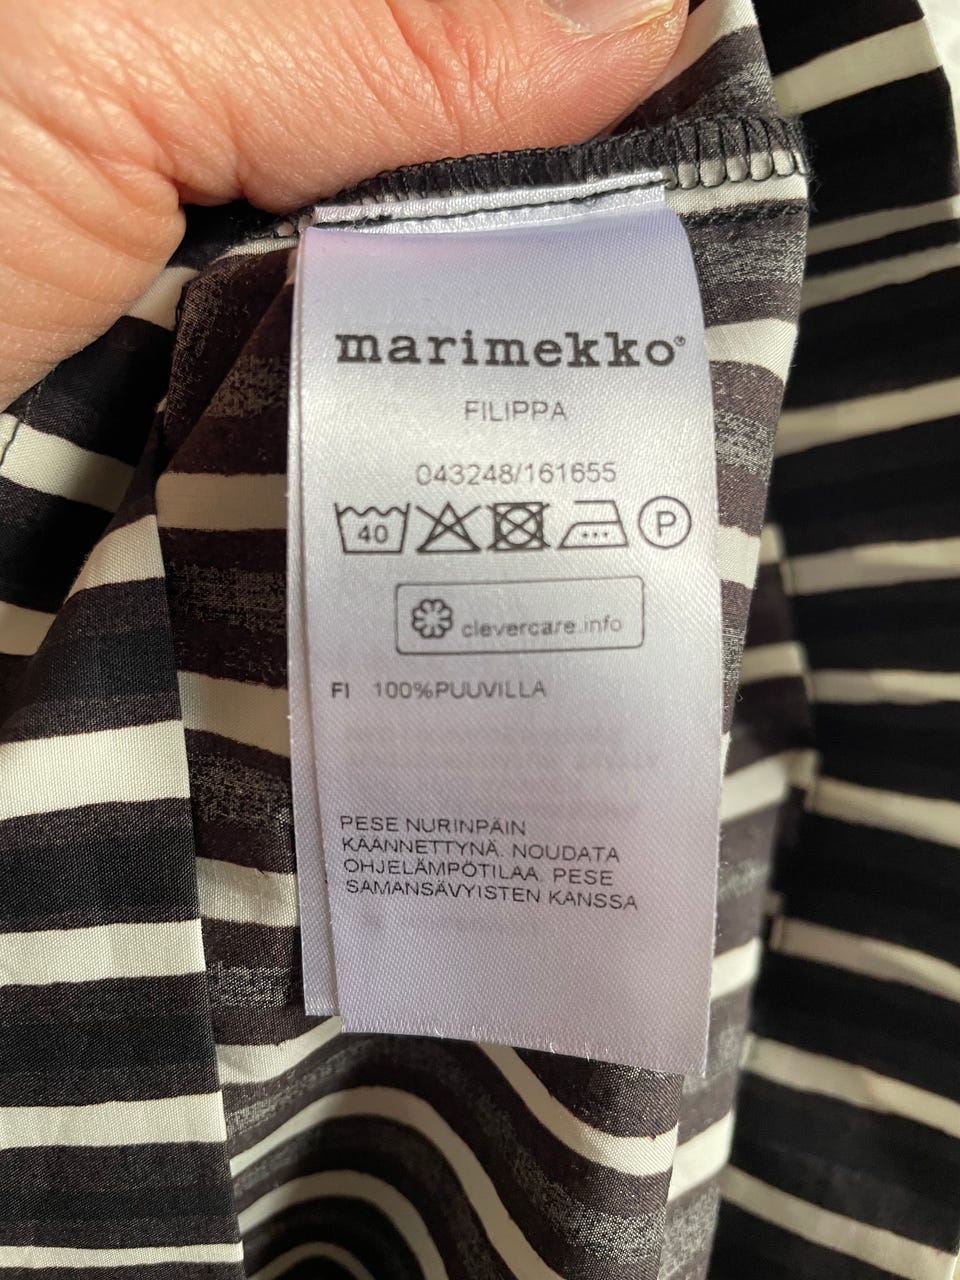 marimekko®
FILIPPA
043248/161655
40 P
clevercare.info
FI 100%PUUVILLA
PESE NURINPÄIN
KÄÄNNETTYNÄ. NOUDATA
OHJELÄMPÖTILAA. PESE
SAMANSÄVYISTEN KANSSA